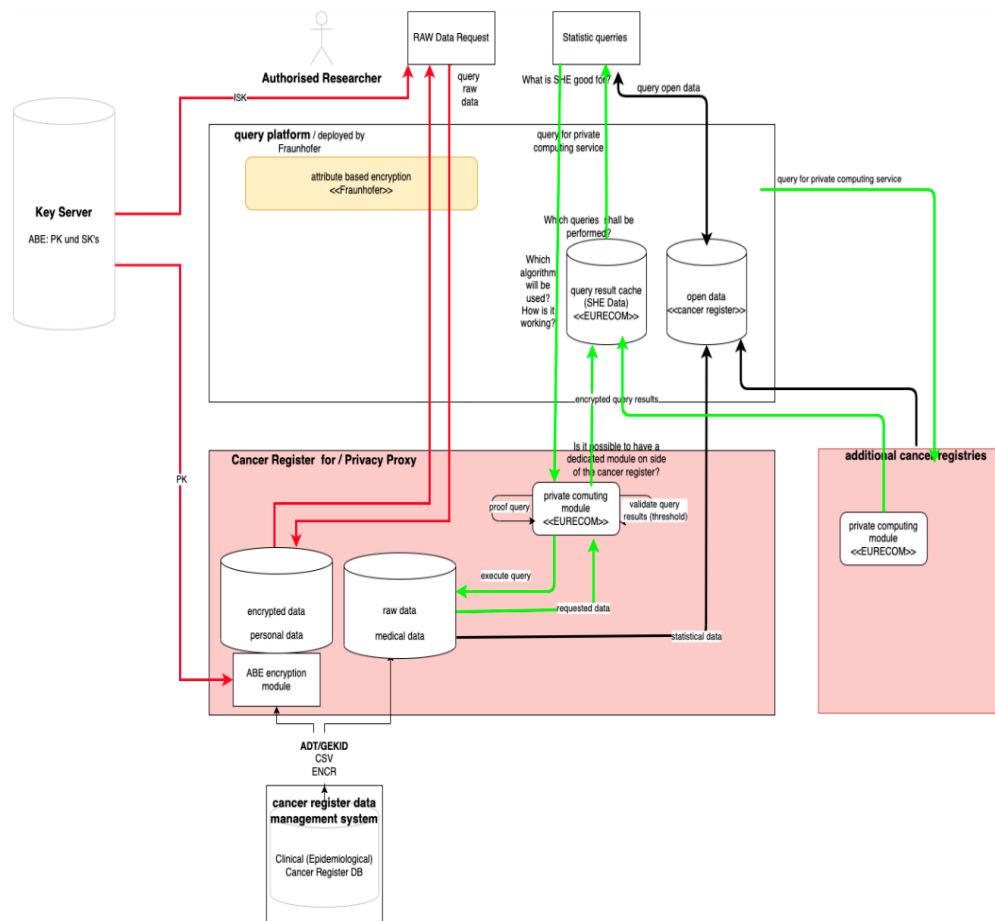 RAW Data Request
Statistic querries
Authorised Researcher
query
raw
data
What is SHE good for?
query open data
ISK
query platform / deployed by
Fraunhofer
attribute based encryption
<<Fraunhofer>>
query for private
computing service
query for private computing service
Key Server
ABE: PK und SK's
Which queries shall be
performed?
Which
algorithm
will be
used?
How is it
working?
query result cache
(SHE Data)
<<EURECOM>>
open data
<<cancer register>>
encrypted query results
PK
Cancer Register for / Privacy Proxy
Is it possible to have a
dedicated module on side
of the cancer register?
additional cancer registries
proof query
private comuting
module
<<EURECOM>>
validate query
results (threshold)
private computing
module
<<EURECOM>>
execute query
encrypted data
personal data
raw data
medical data
requested data
statistical data
ABE encryption
module
ADT/GEKID
CSV
ENCR
cancer register data
management system
Clinical (Epidemiological)
Cancer Register DB